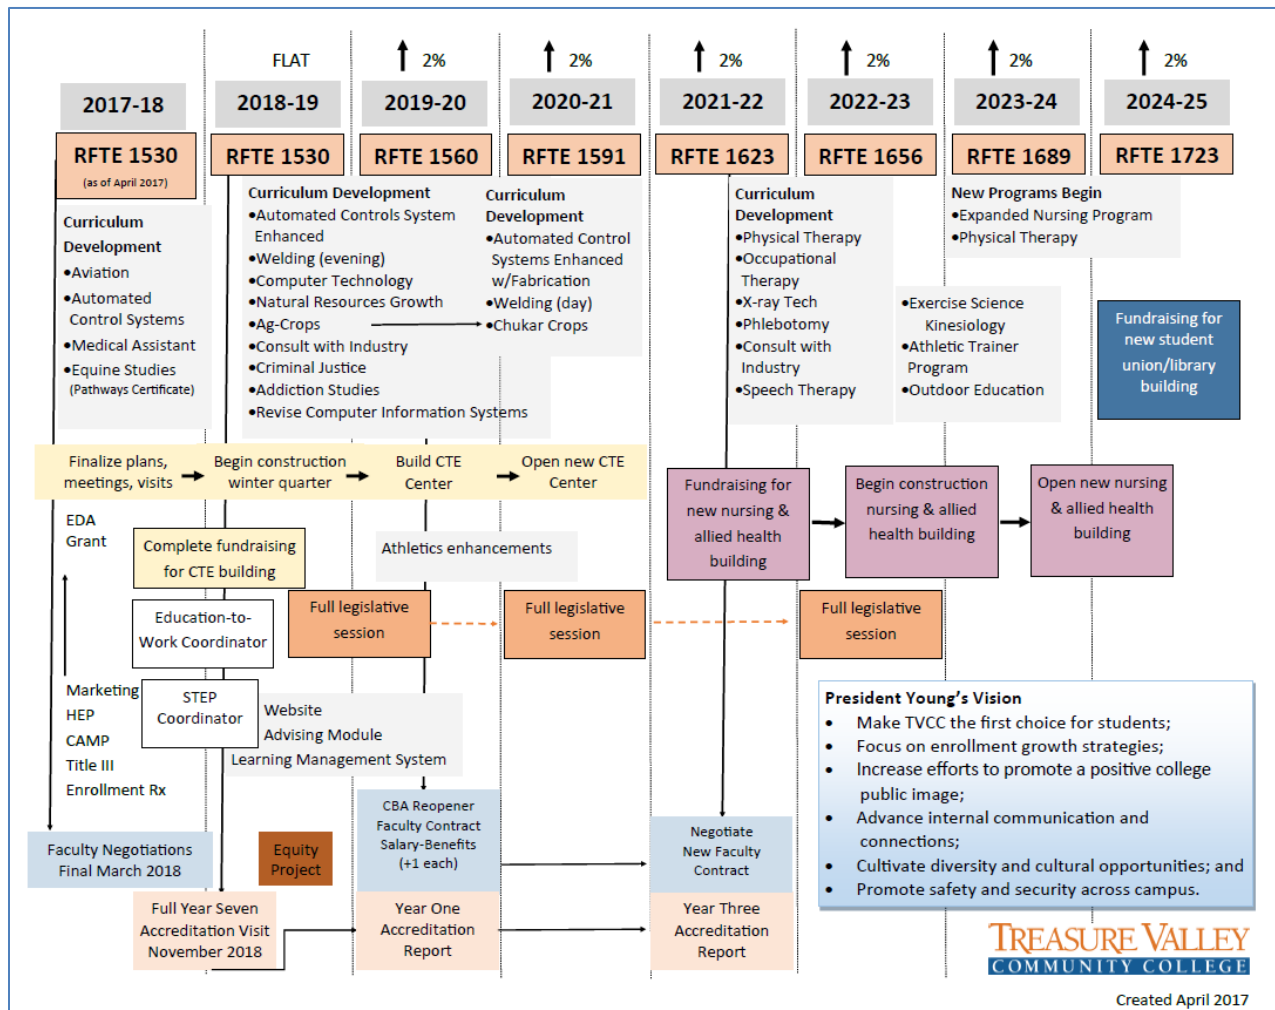 FLAT
2%
2%
2%
2%
2%
2%
2017-18
2018-19
2019-20
2020-21
2021-22
2022-23
2023-24
2024-25
RFTE 1530
(as of April 2017)
RFTE 1530
RFTE 1560
RFTE 1591
RFTE 1623
RFTE 1656
RFTE 1689
RFTE 1723
Curriculum
Development
•Aviation
•Automated
Control Systems
•Medical Assistant
•Equine Studies
(Pathways Certificate)
Curriculum Development
•Automated Controls System
Enhanced
•Welding (evening)
•Computer Technology
•Natural Resources Growth
•Ag-Crops
•Consult with Industry
•Criminal Justice
•Addiction Studies
•Revise Computer Information Systems
Curriculum
Development
•Automated Control
Systems Enhanced
w/Fabrication
•Welding (day)
•Chukar Crops
Curriculum
Development
•Physical Therapy
•Occupational
Therapy
•X-ray Tech
•Phlebotomy
•Consult with
Industry
•Speech Therapy
•Exercise Science
Kinesiology
•Athletic Trainer
Program
•Outdoor Education
New Programs Begin
•Expanded Nursing Program
•Physical Therapy
Fundraising for
new student
union/library
building
Finalize plans,
meetings, visits
Begin construction
winter quarter
Build CTE
Center
Open new CTE
Center
Fundraising for
new nursing &
allied health
building
Begin construction
nursing & allied
health building
Open new nursing
& allied health
building
EDA
Grant
Complete fundraising
for CTE building
Athletics enhancements
Education-to-
Work Coordinator
Full legislative
session
Full legislative
session
Full legislative
session
Marketing
HEP
CAMP
Title III
Enrollment Rx
STEP
Coordinator
Website
Advising Module
Learning Management System
President Young's Vision
• Make TVCC the first choice for students;
• Focus on enrollment growth strategies;
• Increase efforts to promote a positive college
public image;
• Advance internal communication and
connections;
• Cultivate diversity and cultural opportunities; and
• Promote safety and security across campus.
Faculty Negotiations
Final March 2018
Equity
Project
CBA Reopener
Faculty Contract
Salary-Benefits
(+1 each)
Negotiate
New Faculty
Contract
Full Year Seven
Accreditation Visit
November 2018
Year One
Accreditation
Report
Year Three
Accreditation
Report
TREASURE VALLEY
COMMUNITY COLLEGE
Created April 2017